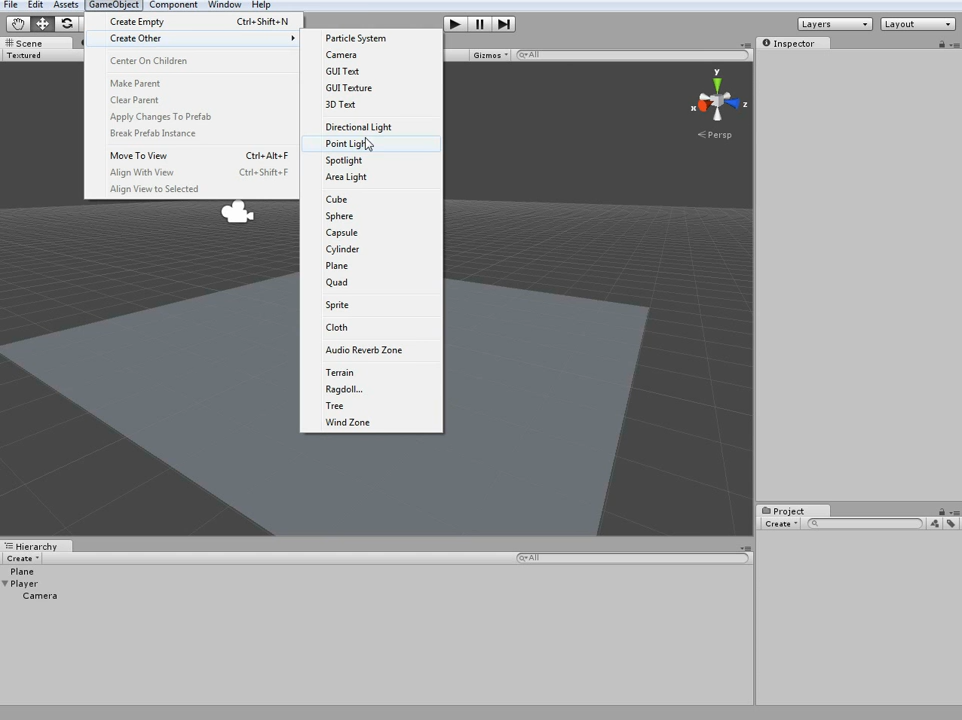 File Edit Assets GameObject Component Window Help
Layers Layout
Create Empty Ctrl+Shift+N
Create Other
Center On Children
Make Parent
Clear Parent
Apply Changes To Prefab
Break Prefab Instance
Move To View Ctrl+Alt+F
Align With View Ctrl+Shift+F
Align View to Selected
Particle System
Camera
GUI Text
GUI Texture
3D Text
Directional Light
Point Light
Spotlight
Area Light
Cube
Sphere
Capsule
Cylinder
Plane
Quad
Sprite
Cloth
Audio Reverb Zone
Terrain
Ragdoll...
Tree
Wind Zone
Scene
Textured
Gizmos All
y
x z
Persp
Inspector
Project
Create
Hierarchy
Create All
Plane
Player
Camera